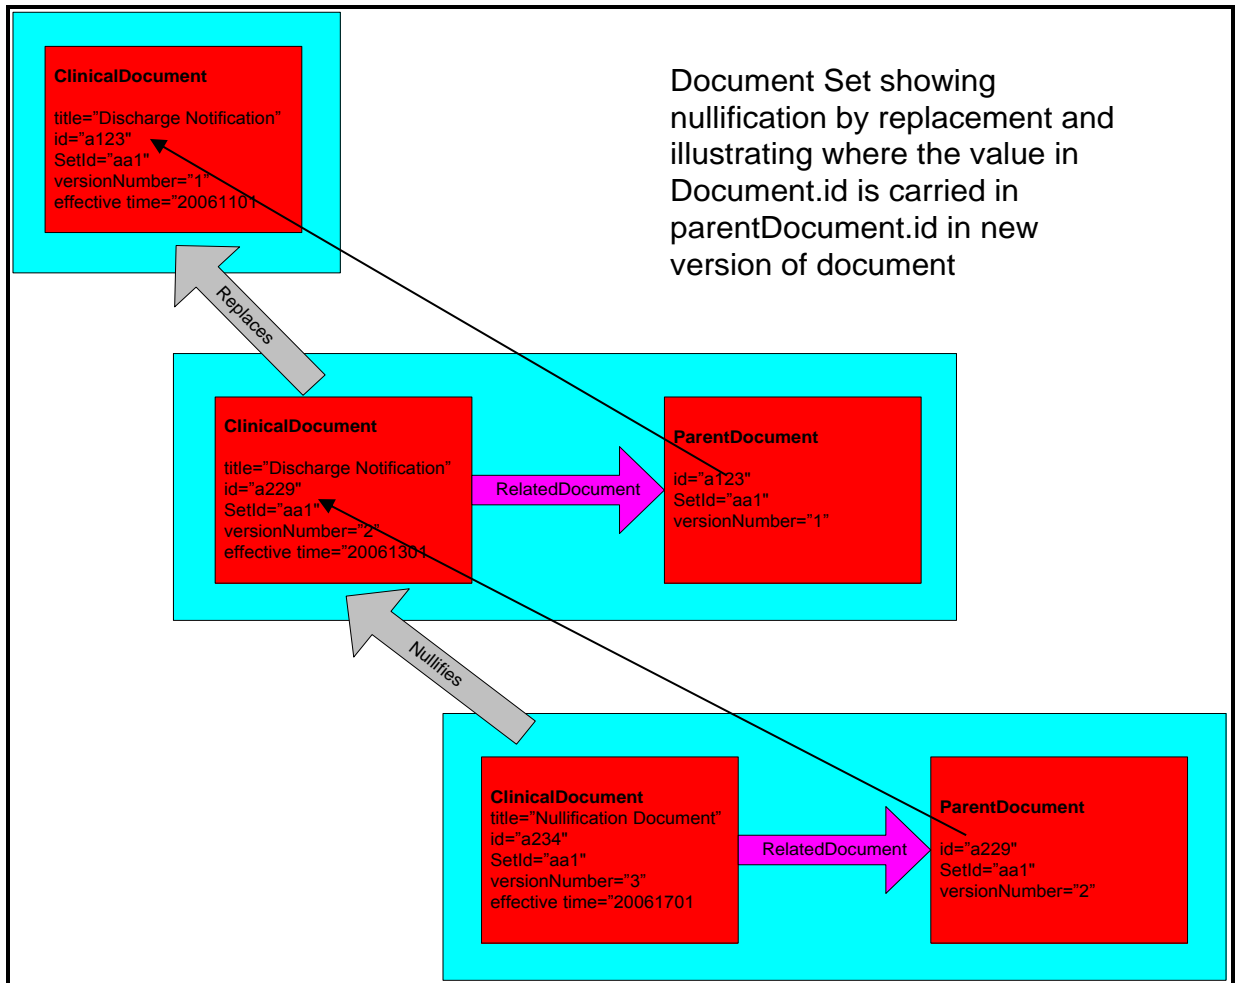 ClinicalDocument
title="Discharge Notification"
id="a123"
SetId="aa1"
versionNumber="1"
effective time="20061101
Document Set showing
nullification by replacement and
illustrating where the value in
Document.id is carried in
parentDocument.id in new
version of document
Replaces
ClinicalDocument
title="Discharge Notification"
id="a229"
SetId="aa1"
versionNumber="2"
effective time="20061301
RelatedDocument
ParentDocument
id="a123"
SetId="aa1"
versionNumber="1"
Nullifies
ClinicalDocument
title="Nullification Document"
id="a234"
SetId="aa1"
versionNumber="3"
effective time="20061701
RelatedDocument
ParentDocument
id="a229"
SetId="aa1"
versionNumber="2"